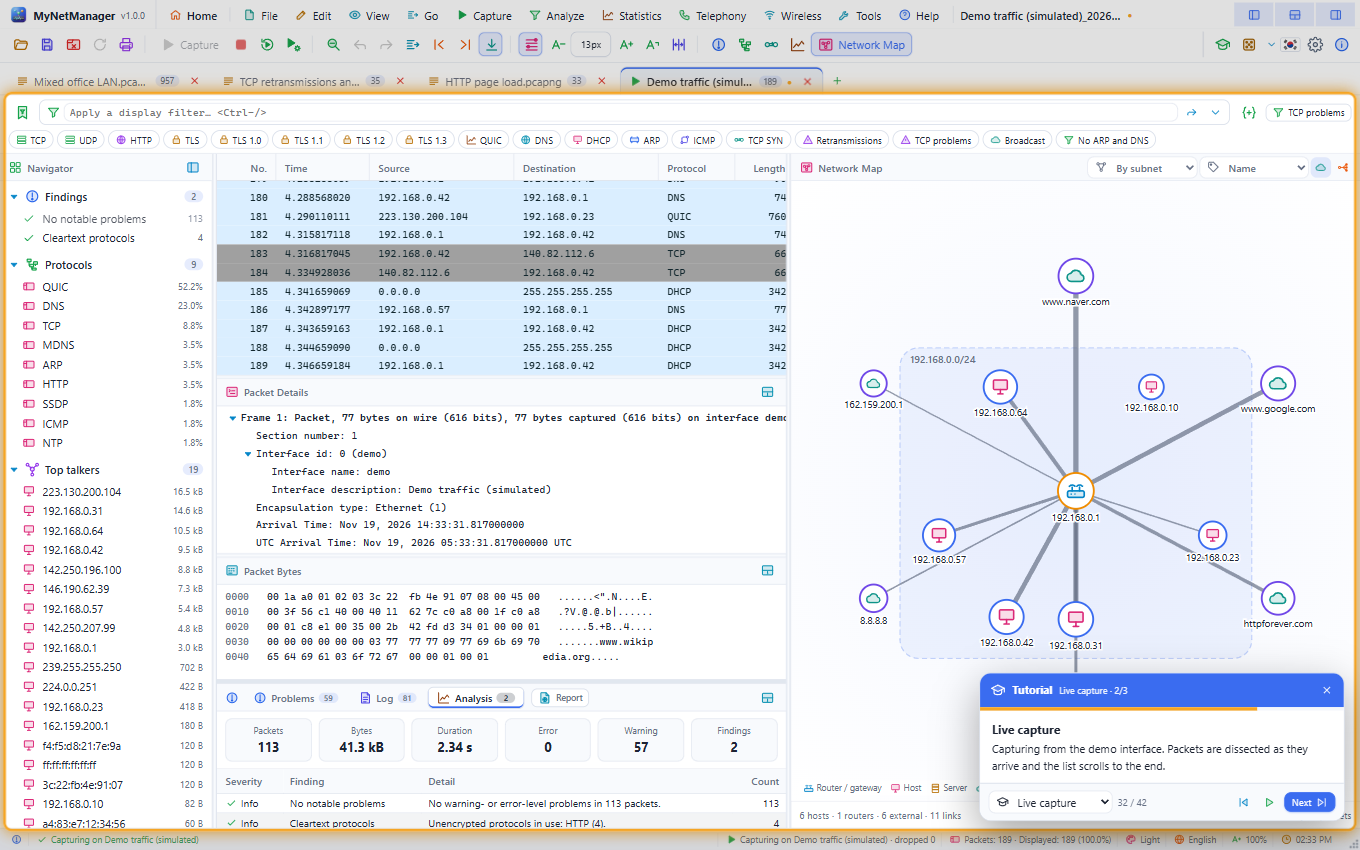 MyNetManager v1.0.0 Home File Edit View Go Capture Analyze Statistics Telephony Wireless Tools Help Demo traffic (simulated)_2026...
Capture 13px Network Map
Mixed office LAN.pca... 957 TCP retransmissions an... 35 HTTP page load.pcapng 33 Demo traffic (simul... 189
Apply a display filter… <Ctrl-/> TCP problems
TCP UDP HTTP TLS TLS 1.0 TLS 1.1 TLS 1.2 TLS 1.3 QUIC DNS DHCP ARP ICMP TCP SYN Retransmissions TCP problems Broadcast No ARP and DNS
Navigator
Findings 2
No notable problems 113
Cleartext protocols 4
Protocols 9
QUIC 52.2%
DNS 23.0%
TCP 8.8%
MDNS 3.5%
ARP 3.5%
HTTP 3.5%
SSDP 1.8%
ICMP 1.8%
NTP 1.8%
Top talkers 19
223.130.200.104 16.5 kB
192.168.0.31 14.6 kB
192.168.0.64 10.5 kB
192.168.0.42 9.5 kB
142.250.196.100 8.8 kB
146.190.62.39 7.3 kB
192.168.0.57 5.4 kB
142.250.207.99 4.8 kB
192.168.0.1 3.0 kB
239.255.255.250 702 B
224.0.0.251 422 B
192.168.0.23 418 B
162.159.200.1 180 B
f4:f5:d8:21:7e:9a 120 B
ff:ff:ff:ff:ff:ff 120 B
3c:22:fb:4e:91:07 120 B
192.168.0.10 82 B
a4:83:e7:12:34:56 60 B
No. Time Source Destination Protocol Length
180 4.288568020 192.168.0.42 192.168.0.1 DNS 74
181 4.290110111 223.130.200.104 192.168.0.23 QUIC 760
182 4.315817118 192.168.0.1 192.168.0.42 DNS 74
183 4.316817045 192.168.0.42 140.82.112.6 TCP 66
184 4.334928036 140.82.112.6 192.168.0.42 TCP 66
185 4.341659069 0.0.0.0 255.255.255.255 DHCP 342
186 4.342897177 192.168.0.57 192.168.0.1 DNS 77
187 4.343659163 192.168.0.1 192.168.0.42 DHCP 342
188 4.344659090 0.0.0.0 255.255.255.255 DHCP 342
189 4.346659184 192.168.0.1 192.168.0.42 DHCP 342
Packet Details
Frame 1: Packet, 77 bytes on wire (616 bits), 77 bytes captured (616 bits) on interface demo
Section number: 1
Interface id: 0 (demo)
Interface name: demo
Interface description: Demo traffic (simulated)
Encapsulation type: Ethernet (1)
Arrival Time: Nov 19, 2026 14:33:31.817000000
UTC Arrival Time: Nov 19, 2026 05:33:31.817000000 UTC
Packet Bytes
0000 00 1a a0 01 02 03 3c 22 fb 4e 91 07 08 00 45 00 ......<".N....E.
0010 00 3f 56 c1 40 00 40 11 62 7c c0 a8 00 1f c0 a8 .?V.@.@.b|......
0020 00 01 c8 e1 00 35 00 2b 42 fd d3 34 01 00 00 01 .....5.+B..4....
0030 00 00 00 00 00 00 03 77 77 77 09 77 69 6b 69 70 .......www.wikip
0040 65 64 69 61 03 6f 72 67 00 00 01 00 01 edia.org.....
Problems 59 Log 81 Analysis 2 Report
Packets 113
Bytes 41.3 kB
Duration 2.34 s
Error 0
Warning 57
Findings 2
Severity Finding Detail Count
Info No notable problems No warning- or error-level problems in 113 packets. 113
Info Cleartext protocols Unencrypted protocols in use: HTTP (4). 4
Network Map By subnet Name
www.naver.com
192.168.0.0/24
162.159.200.1
192.168.0.64
192.168.0.10
www.google.com
192.168.0.1
192.168.0.57
192.168.0.23
8.8.8.8
192.168.0.42
192.168.0.31
httpforever.com
Router / gateway Host Server
6 hosts · 1 routers · 6 external · 11 links
Tutorial Live capture · 2/3
Live capture
Capturing from the demo interface. Packets are dissected as they
arrive and the list scrolls to the end.
Live capture 32 / 42 Next
Capturing on Demo traffic (simulated) Capturing on Demo traffic (simulated) · dropped 0 Packets: 189 · Displayed: 189 (100.0%) Light English A+ 100% 02:33 PM